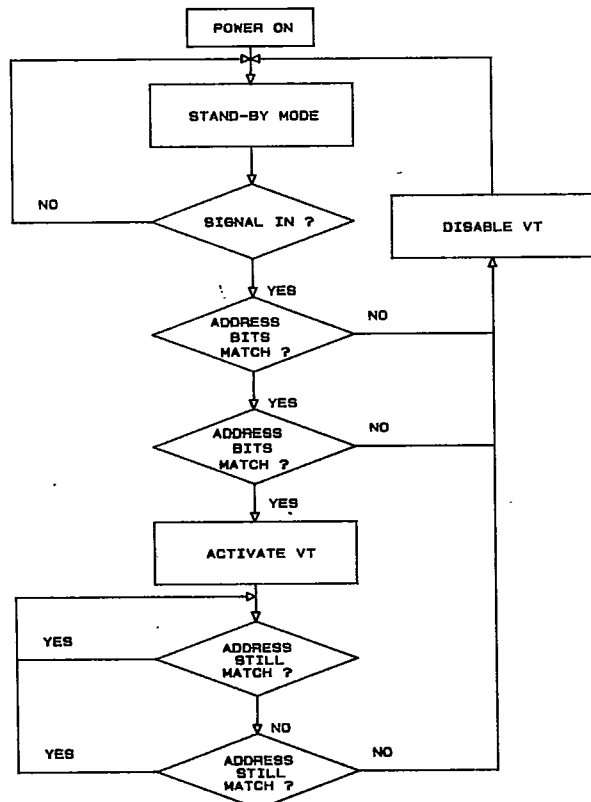 POWER ON
STAND-BY MODE
NO
SIGNAL IN ?
DISABLE VT
YES
ADDRESS
BITS
MATCH ?
NO
YES
ADDRESS
BITS
MATCH ?
NO
YES
ACTIVATE VT
YES
ADDRESS
STILL
MATCH ?
NO
YES
ADDRESS
STILL
MATCH ?
NO